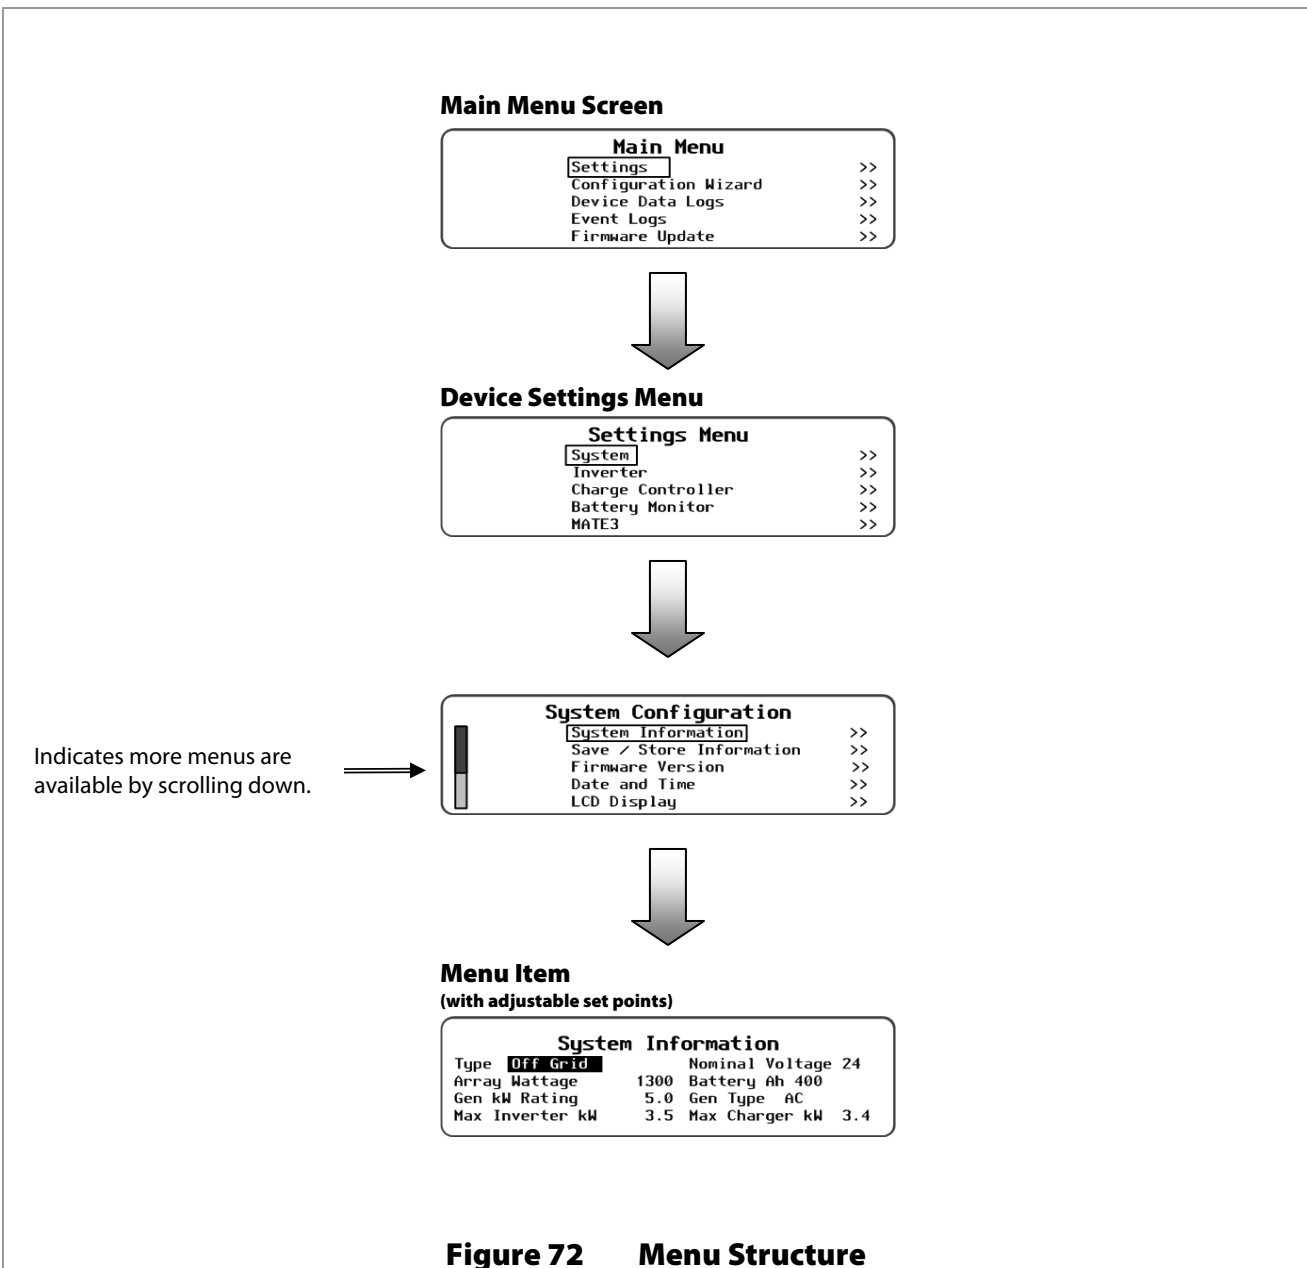 Main Menu Screen
Main Menu
Settings >>
Configuration Wizard >>
Device Data Logs >>
Event Logs >>
Firmware Update >>
Device Settings Menu
Settings Menu
System >>
Inverter >>
Charge Controller >>
Battery Monitor >>
MATE3 >>
System Configuration
System Information >>
Save / Store Information >>
Firmware Version >>
Date and Time >>
LCD Display >>
Indicates more menus are
available by scrolling down.
Menu Item
(with adjustable set points)
System Information
Type Off Grid Nominal Voltage 24
Array Wattage 1300 Battery Ah 400
Gen kW Rating 5.0 Gen Type AC
Max Inverter kW 3.5 Max Charger kW 3.4
Figure 72 Menu Structure